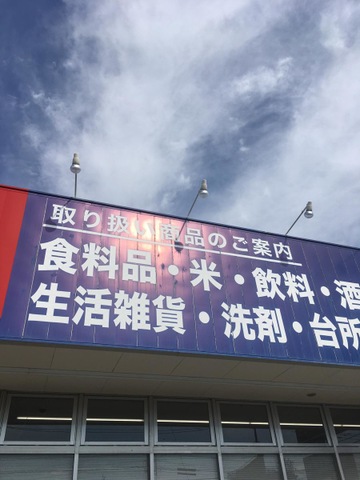 取り扱い商品のご案内
食料品・米・飲料・酒
生活雑貨・洗剤・台所